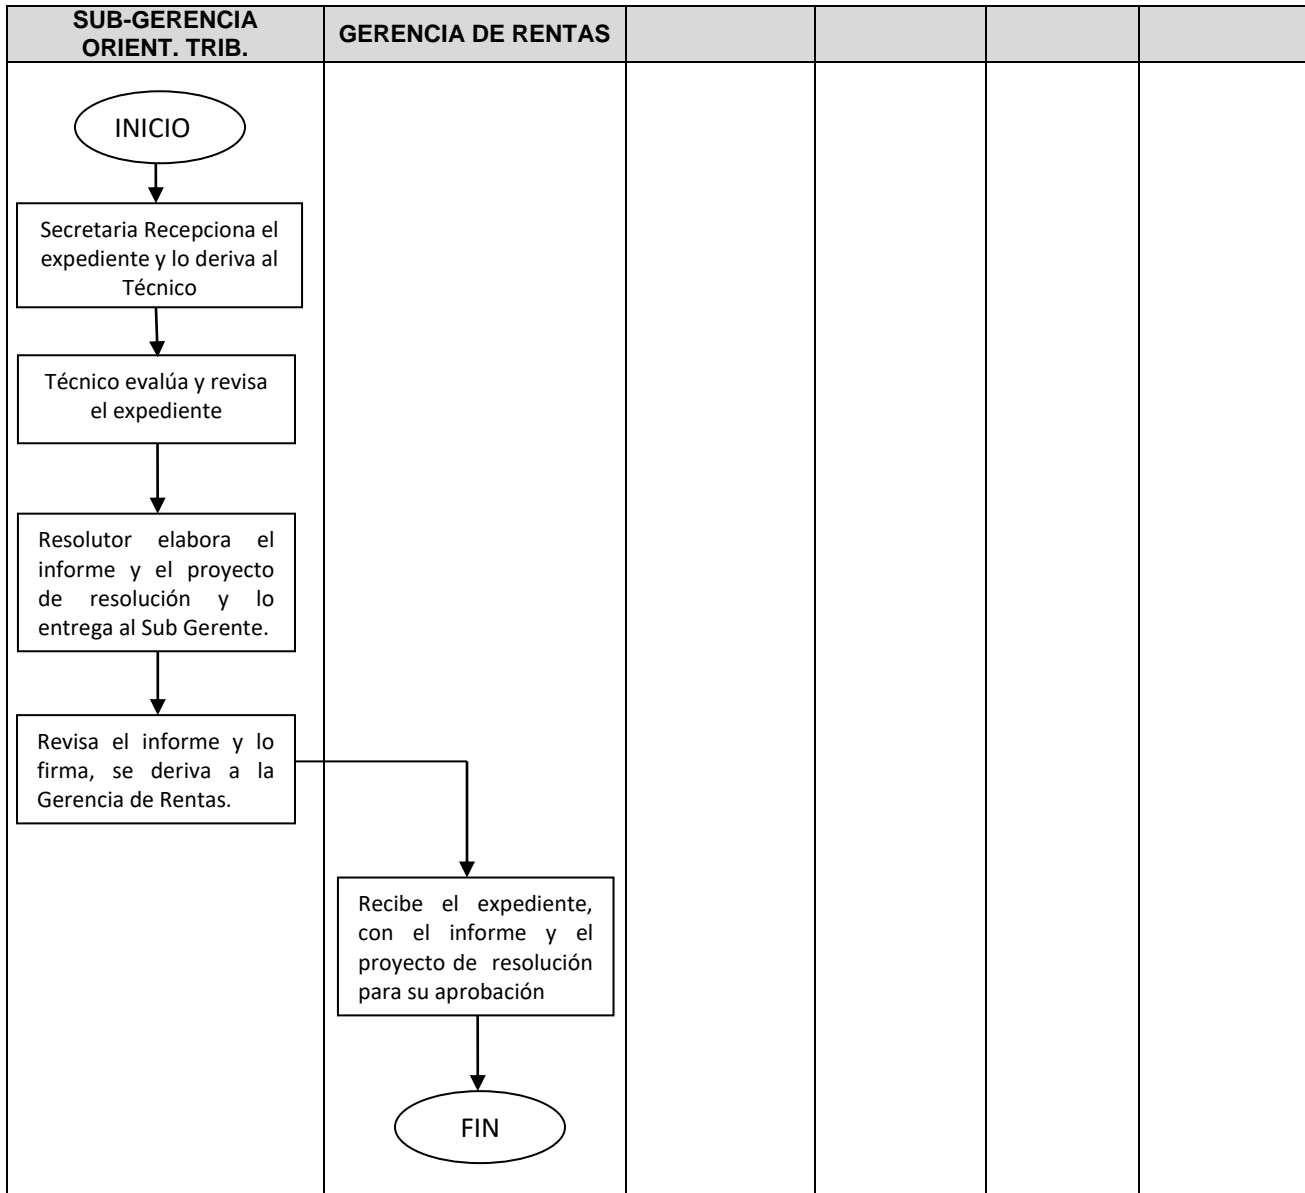 SUB-GERENCIA
ORIENT. TRIB.
GERENCIA DE RENTAS
INICIO
Secretaria Recepciona el
expediente y lo deriva al
Técnico
Técnico evalúa y revisa
el expediente
Resolutor elabora el
informe y el proyecto
de resolución y lo
entrega al Sub Gerente.
Revisa el informe y lo
firma, se deriva a la
Gerencia de Rentas.
Recibe el expediente,
con el informe y el
proyecto de resolución
para su aprobación
FIN